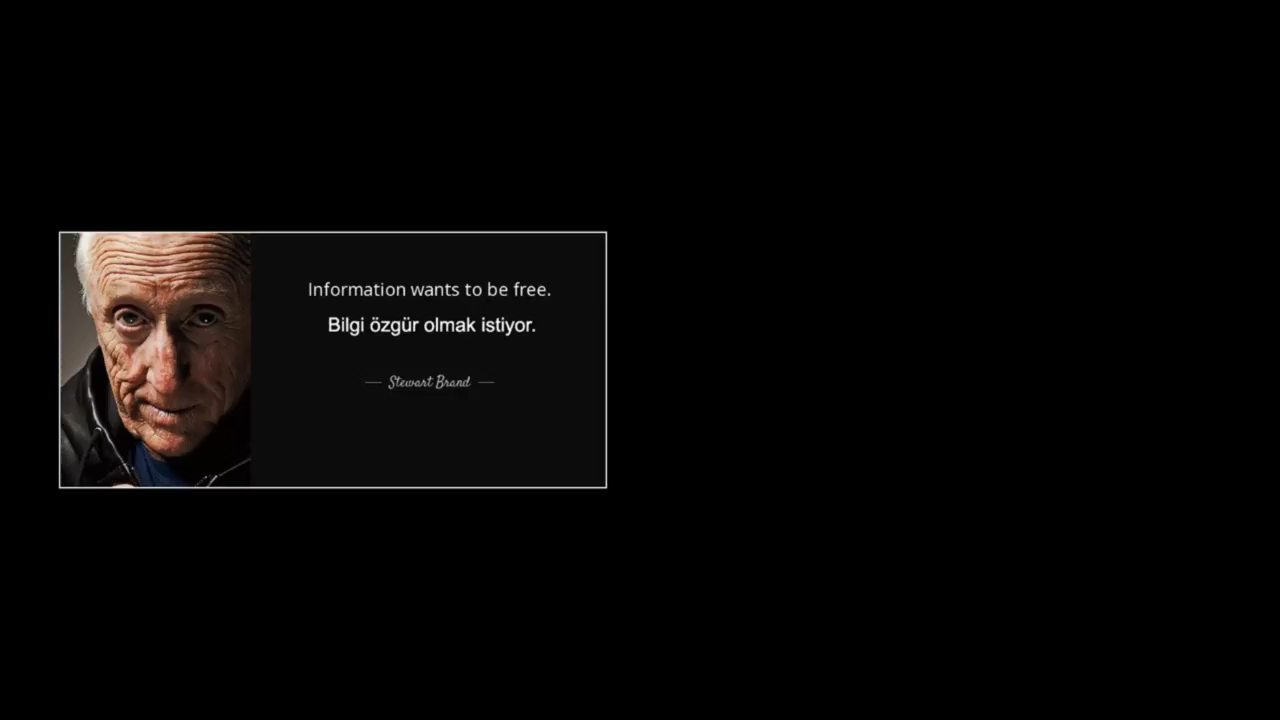 Information wants to be free.
Bilgi özgür olmak istiyor.
— Stewart Brand —